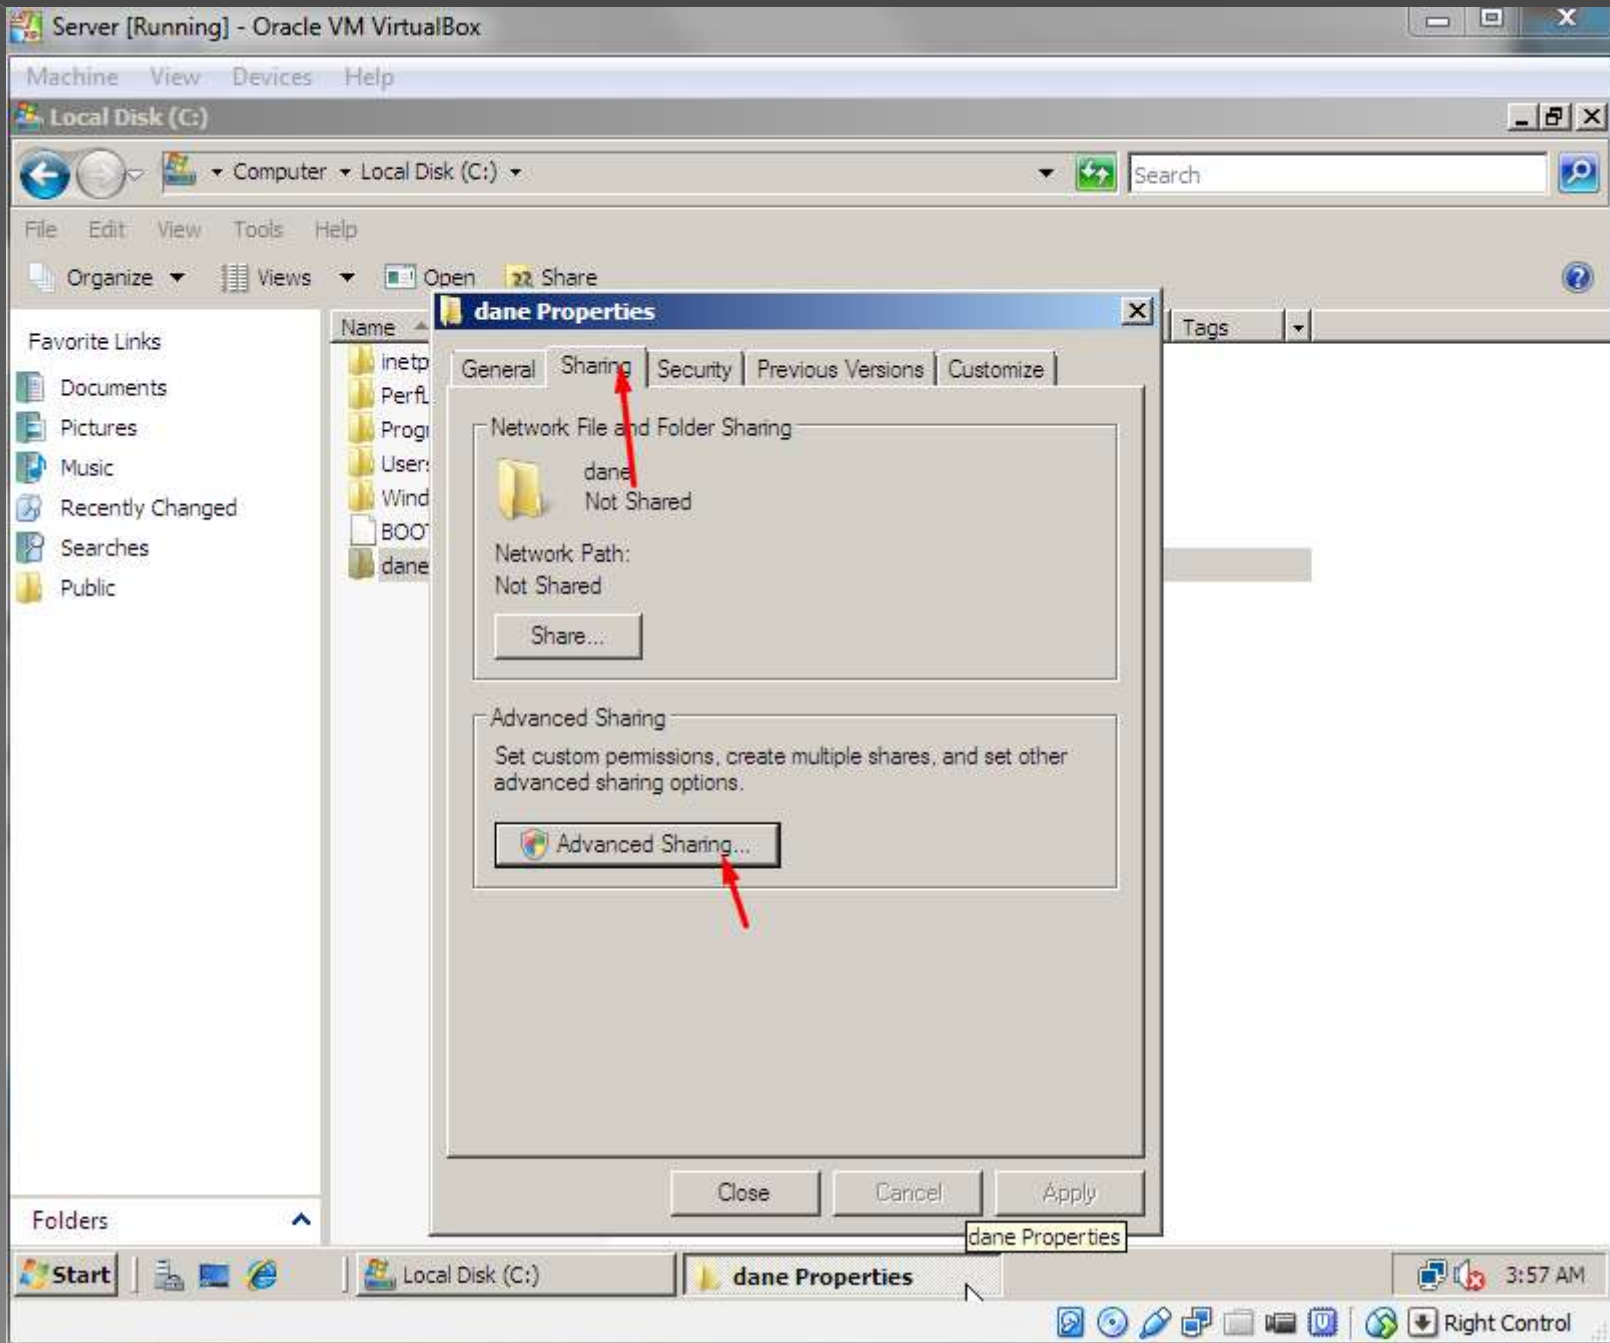 Server [Running] - Oracle VM VirtualBox
Machine View Devices Help
Local Disk (C:)
Computer Local Disk (C:)
Search
File Edit View Tools Help
Organize Views Open Share
Favorite Links
Documents
Pictures
Music
Recently Changed
Searches
Public
Folders
Name
Tags
inetp
PerfL
Progr
Users
Wind
BOOT
dane
dane Properties
General Sharing Security Previous Versions Customize
Network File and Folder Sharing
dane
Not Shared
Network Path:
Not Shared
Share...
Advanced Sharing
Set custom permissions, create multiple shares, and set other
advanced sharing options.
Advanced Sharing...
Close Cancel Apply
dane Properties
Start Local Disk (C:) dane Properties 3:57 AM
Right Control